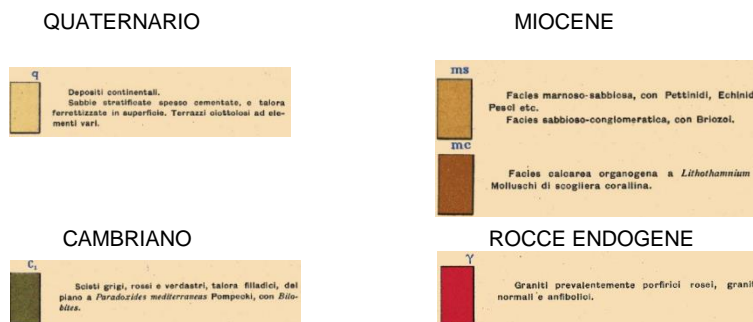 QUATERNARIO
q
Depositi continentali.
Sabbie stratificate spesso cementate, e talora
ferrettizzate in superficie. Terrazzi ciottolosi ad ele-
menti vari.
MIOCENE
ms
Facies marnoso-sabbiosa, con Pettinidi, Echinid
Pesci etc.
Facies sabbioso-conglomeratica, con Briozoi.
mc
Facies calcarea organogena a Lithothamnium
Molluschi di scogliera corallina.
CAMBRIANO
C₁
Scisti grigi, rossi e verdastri, talora filladici, del
piano a Paradoxides mediterraneus Pompecki, con Bilo-
bites.
ROCCE ENDOGENE
γ
Graniti prevalentemente porfirici rosei, granit
normali e anfibolici.